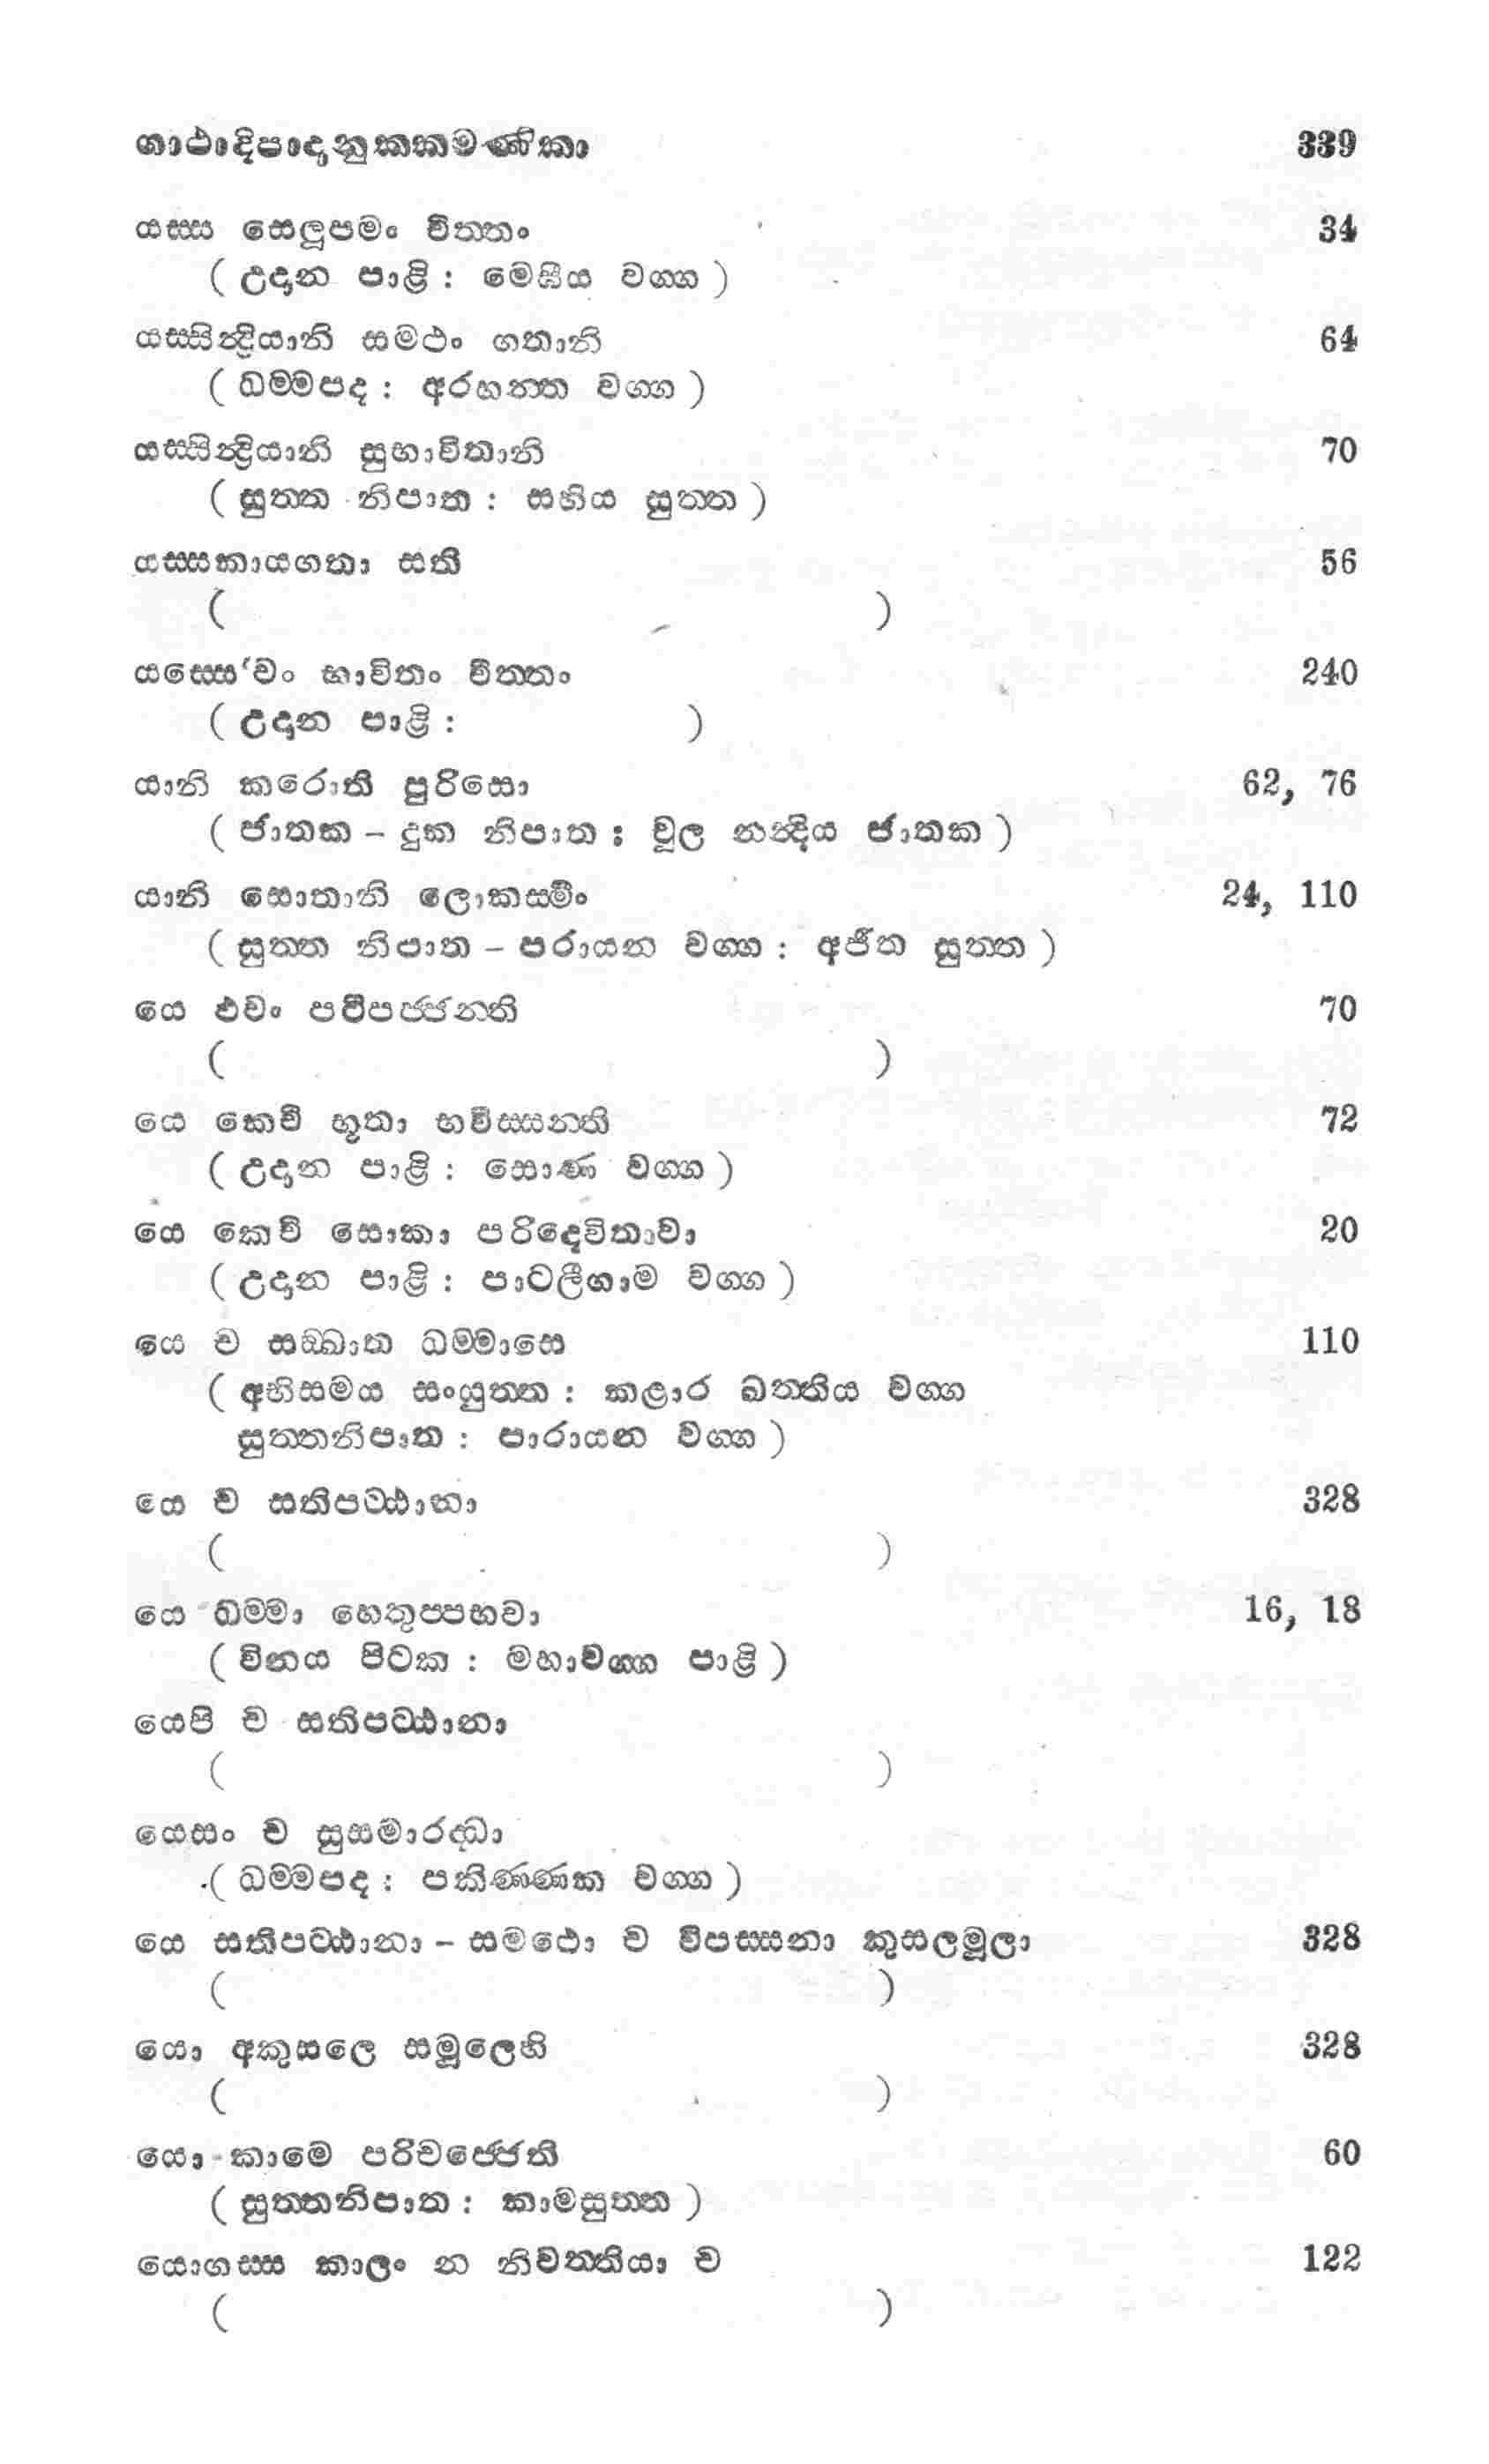 ගාථාදිපාදානුක්කමණිකා 339
යස්ස සෙලූපමං චිත්තං 34
( උදාන පාළි : මෙඝිය වග්ග )
යස්සින්ද්‍රියානි සමථං ගතානි 64
( ධම්මපද : අරහන්ත වග්ග )
යස්සින්ද්‍රියානි සුභාවිතානි 70
( සුත්ත නිපාත : සභිය සුත්ත )
යස්සකායගතා සති 56
( )
යස්සෙ‘වං භාවිතං චිත්තං 240
( උදාන පාළි : )
යානි කරොති පුරිසො 62, 76
( ජාතක – දුක නිපාත : චූල නන්දිය ජාතක )
යානි සොතානි ලොකස්මිං 24, 110
( සුත්ත නිපාත – පරායන වග්ග : අජිත සුත්ත )
යෙ එවං පටිපජ්ජන්ති 70
( )
යෙ කෙචි භූතා භවිස්සන්ති 72
( උදාන පාළි : සොණ වග්ග )
යෙ කෙචි සොකා පරිදෙවිතාවා 20
( උදාන පාළි : පාටලීගාම වග්ග )
යෙ ච සඞ්ඛාත ධම්මාසෙ 110
( අභිසමය සංයුත්ත : කළාර ඛත්තිය වග්ග
සුත්තනිපාත : පාරායන වග්ග )
යෙ ච සතිපට්ඨානා 328
( )
යෙ ධම්මා හෙතුප්පභවා 16, 18
( විනය පිටක : මහාවග්ග පාළි )
යෙපි ච සතිපට්ඨානා
( )
යෙසං ච සුසමාරද්ධා
( ධම්මපද : පකිණ්ණක වග්ග )
යෙ සතිපට්ඨානා – සමථො ච විපස්සනා කුසලමූලා 328
( )
යො අකුසලෙ සමූලෙහි 328
( )
යො කාමෙ පරිවජ්ජෙති 60
( සුත්තනිපාත : කාමසුත්ත )
යොගස්ස කාලං න නිවත්තියා ච 122
( )